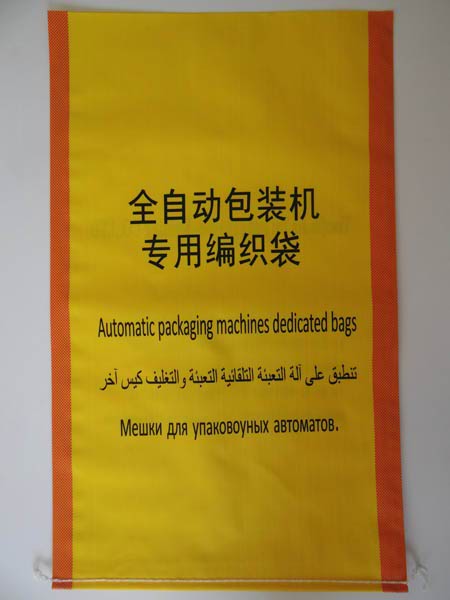 全自动包装机
专用编织袋
Automatic packaging machines dedicated bags
تنطبق على آلة التعبئة التلقائية التعبئة والتغليف كيس آخر
Мешки для упаковоуных автоматов.